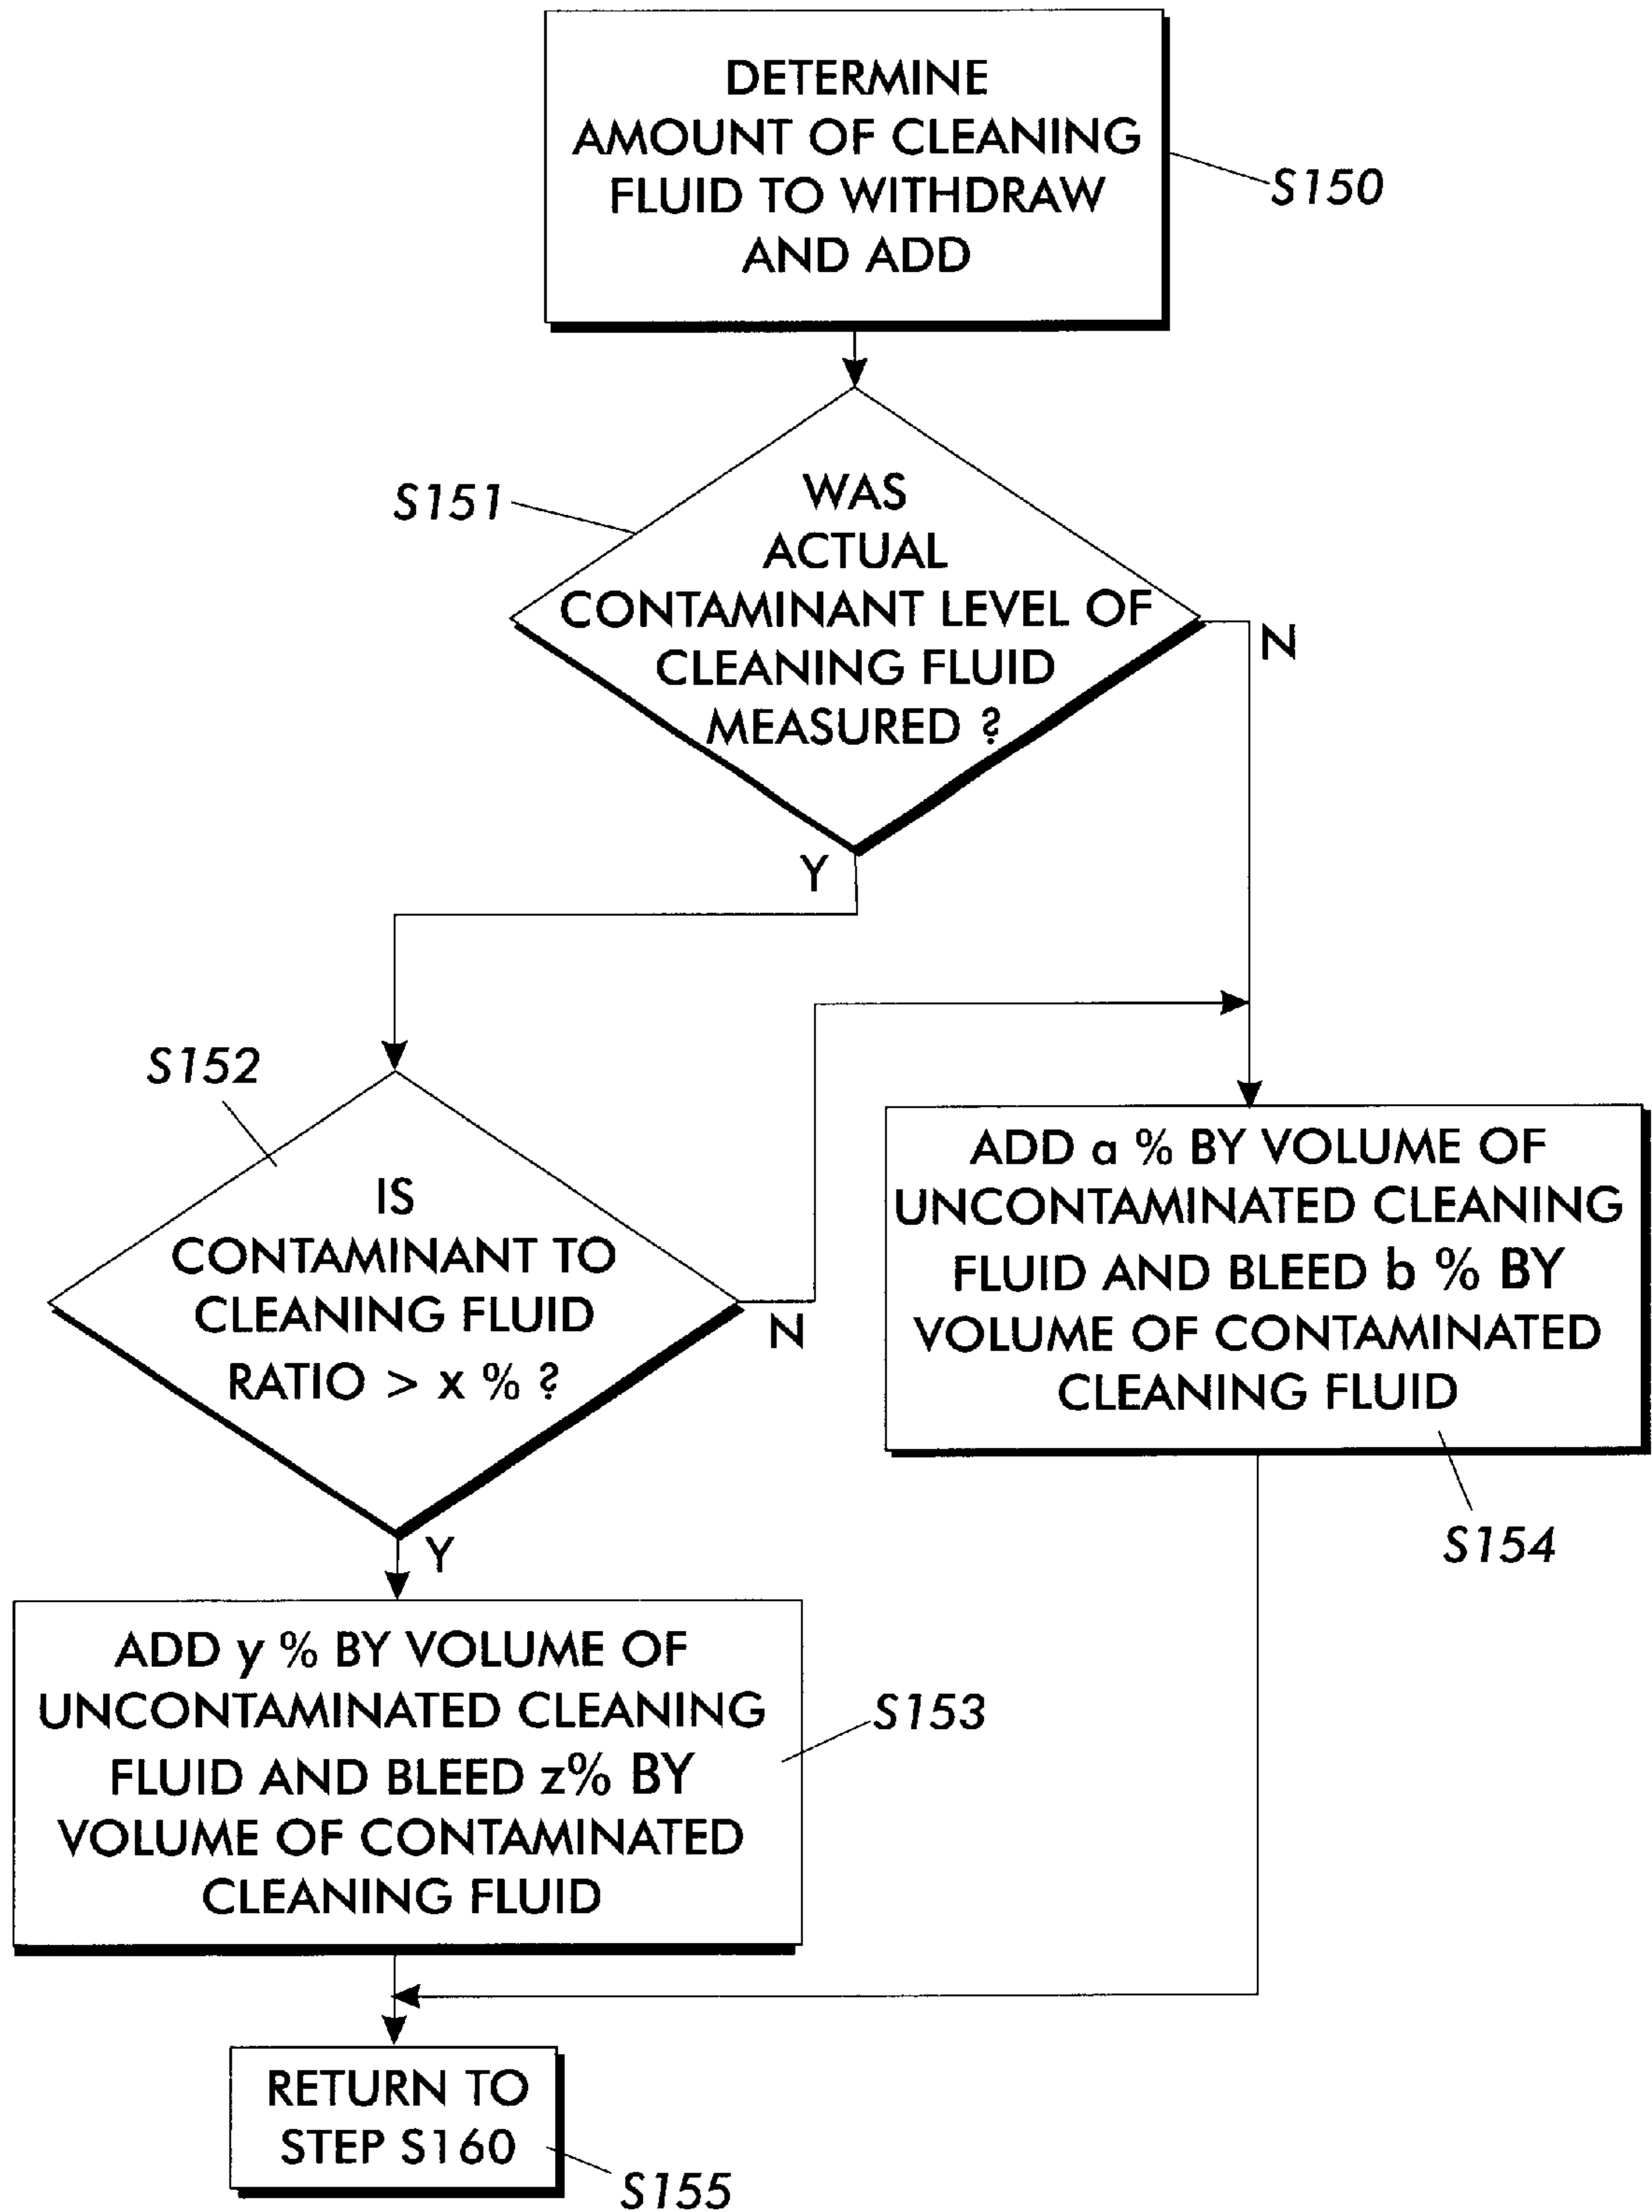 DETERMINE
AMOUNT OF CLEANING
FLUID TO WITHDRAW
AND ADD
S150
S151
WAS
ACTUAL
CONTAMINANT LEVEL OF
CLEANING FLUID
MEASURED ?
N
Y
S152
IS
CONTAMINANT TO
CLEANING FLUID
RATIO > x % ?
N
Y
ADD a % BY VOLUME OF
UNCONTAMINATED CLEANING
FLUID AND BLEED b % BY
VOLUME OF CONTAMINATED
CLEANING FLUID
S154
ADD y % BY VOLUME OF
UNCONTAMINATED CLEANING
FLUID AND BLEED z% BY
VOLUME OF CONTAMINATED
CLEANING FLUID
S153
RETURN TO
STEP S160
S155